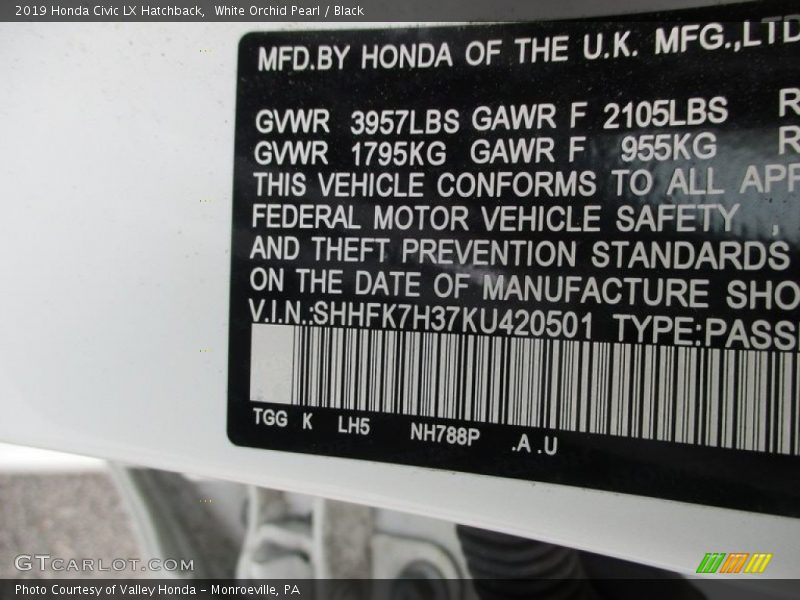 2019 Honda Civic LX Hatchback, White Orchid Pearl / Black
MFD.BY HONDA OF THE U.K. MFG.,LTD
GVWR 3957LBS GAWR F 2105LBS R
GVWR 1795KG GAWR F 955KG R
THIS VEHICLE CONFORMS TO ALL APP
FEDERAL MOTOR VEHICLE SAFETY ,
AND THEFT PREVENTION STANDARDS
ON THE DATE OF MANUFACTURE SHO
V.I.N.:SHHFK7H37KU420501 TYPE:PASS
TGG K LH5 NH788P .A .U
GTCARLOT.COM
Photo Courtesy of Valley Honda - Monroeville, PA